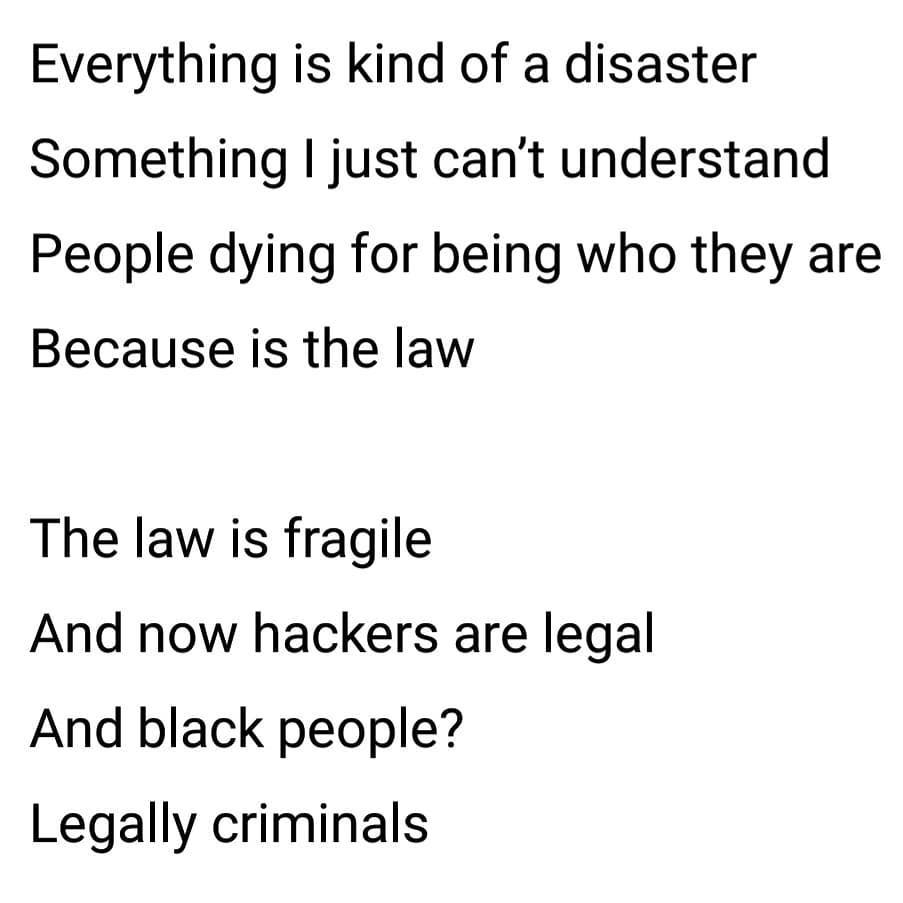 Everything is kind of a disaster
Something I just can’t understand
People dying for being who they are
Because is the law
The law is fragile
And now hackers are legal
And black people?
Legally criminals